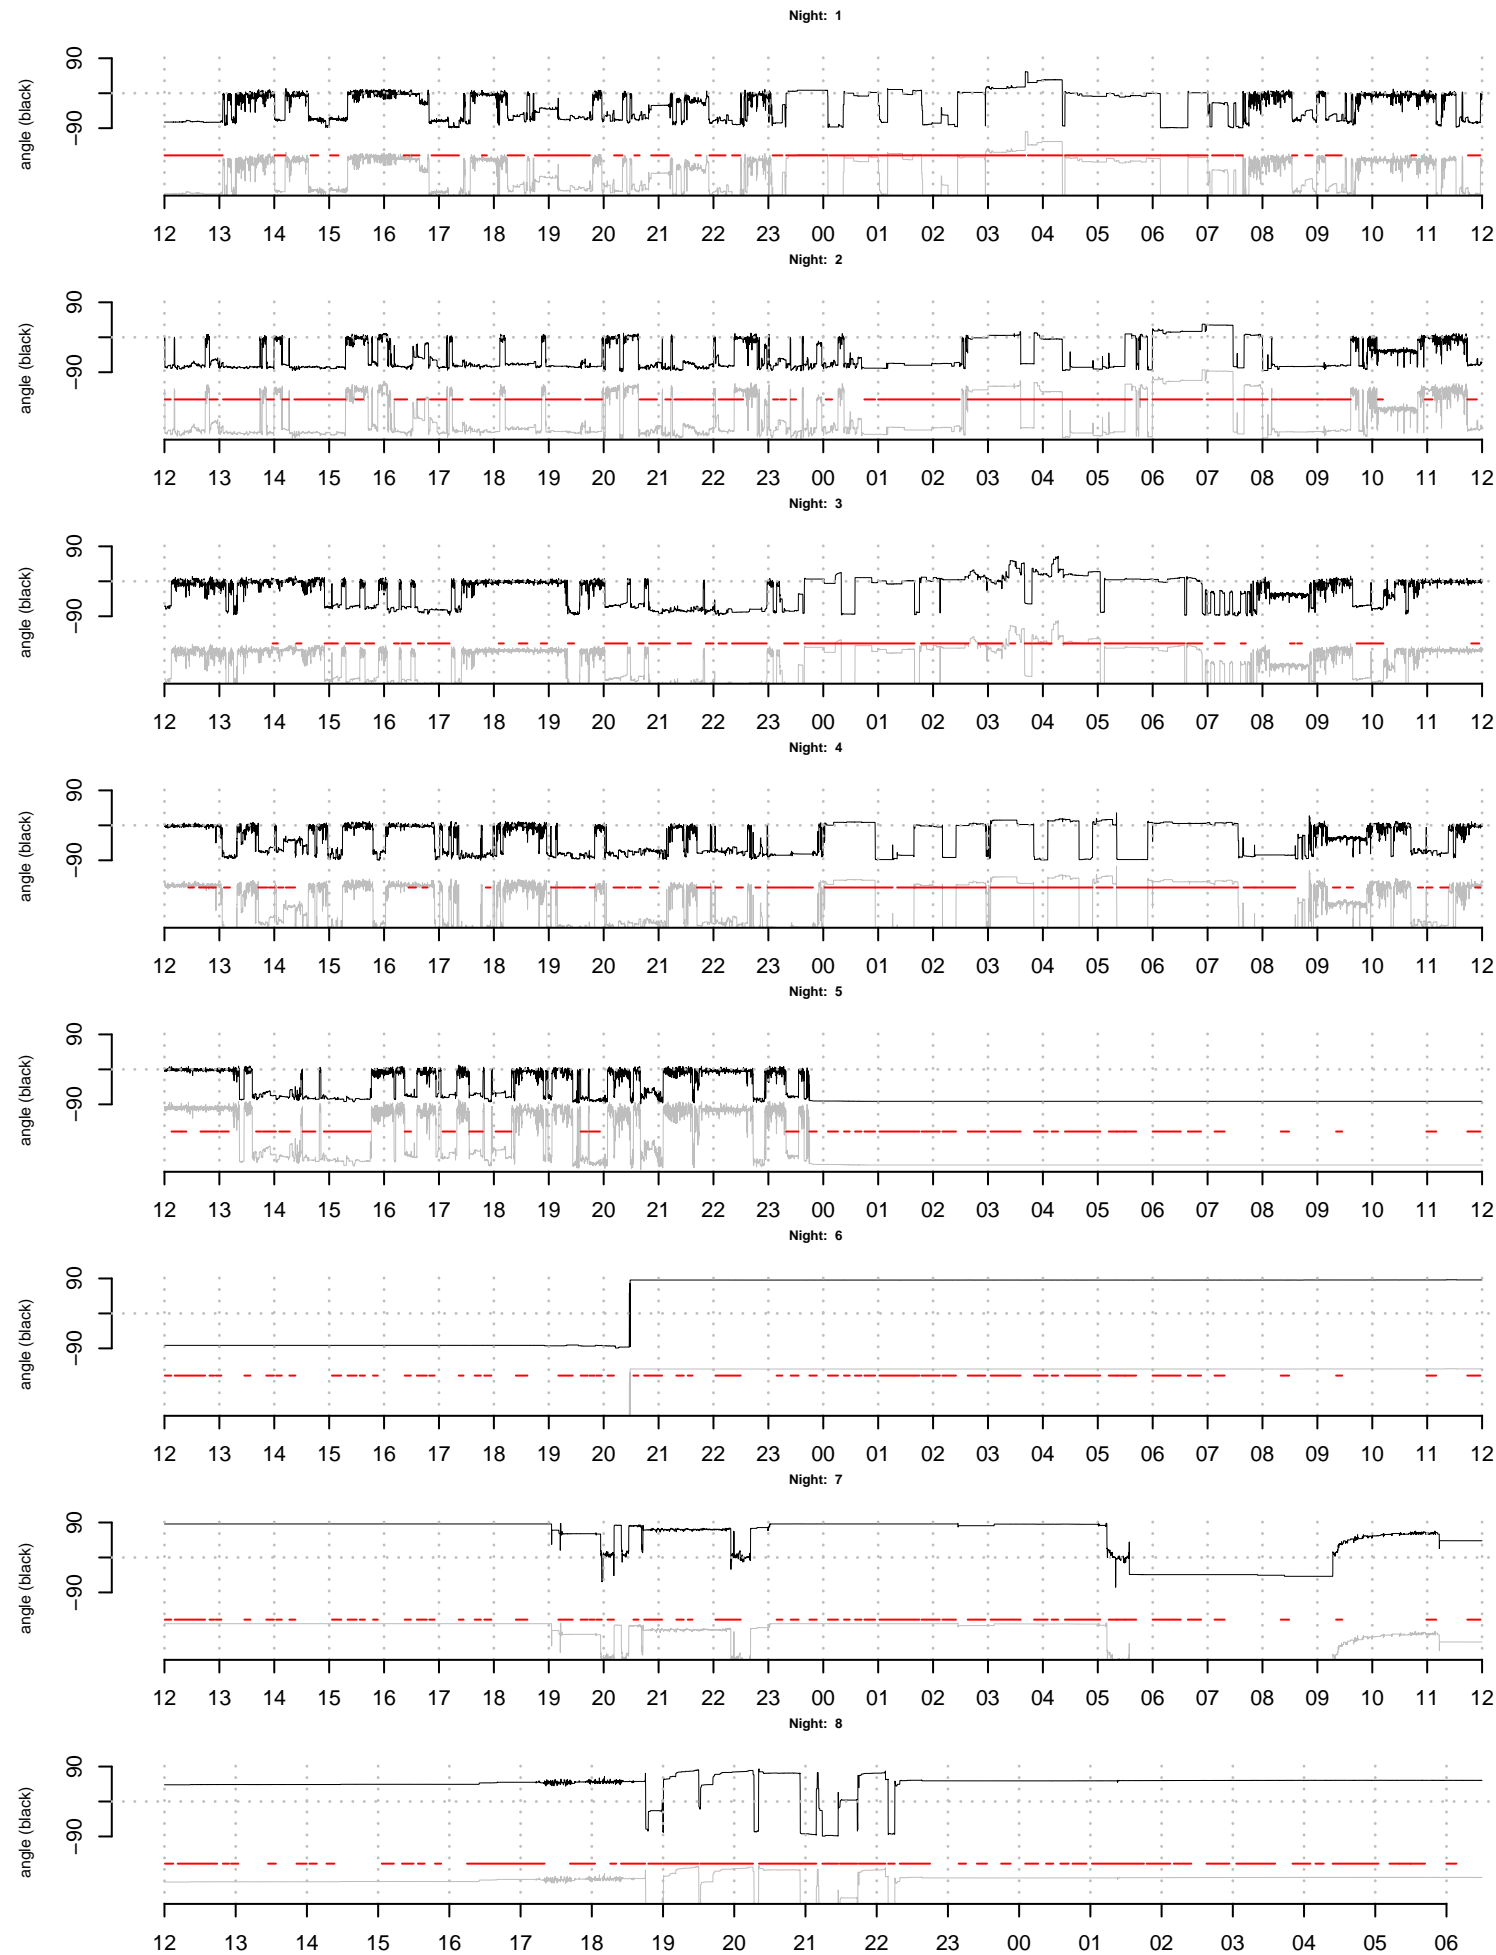 Night: 1
angle (black)
90
-90
12 13 14 15 16 17 18 19 20 21 22 23 00 01 02 03 04 05 06 07 08 09 10 11 12
Night: 2
angle (black)
90
-90
12 13 14 15 16 17 18 19 20 21 22 23 00 01 02 03 04 05 06 07 08 09 10 11 12
Night: 3
angle (black)
90
-90
12 13 14 15 16 17 18 19 20 21 22 23 00 01 02 03 04 05 06 07 08 09 10 11 12
Night: 4
angle (black)
90
-90
12 13 14 15 16 17 18 19 20 21 22 23 00 01 02 03 04 05 06 07 08 09 10 11 12
Night: 5
angle (black)
90
-90
12 13 14 15 16 17 18 19 20 21 22 23 00 01 02 03 04 05 06 07 08 09 10 11 12
Night: 6
angle (black)
90
-90
12 13 14 15 16 17 18 19 20 21 22 23 00 01 02 03 04 05 06 07 08 09 10 11 12
Night: 7
angle (black)
90
-90
12 13 14 15 16 17 18 19 20 21 22 23 00 01 02 03 04 05 06 07 08 09 10 11 12
Night: 8
angle (black)
90
-90
12 13 14 15 16 17 18 19 20 21 22 23 00 01 02 03 04 05 06